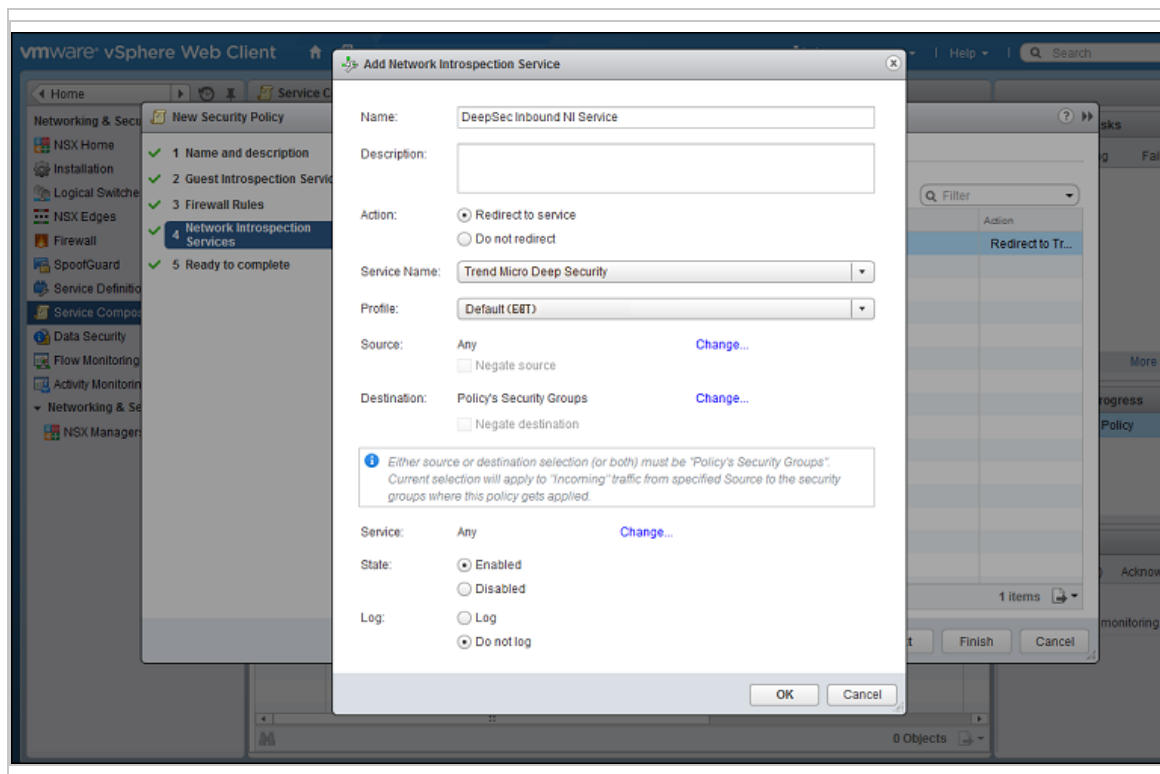 vmware® vSphere Web Client
Help
Search
Home
Service C
Networking & Secu
NSX Home
Installation
Logical Switche
NSX Edges
Firewall
SpoofGuard
Service Definitio
Service Compos
Data Security
Flow Monitoring
Activity Monitorin
Networking & Se
NSX Managers
New Security Policy
1 Name and description
2 Guest Introspection Servic
3 Firewall Rules
4 Network Introspection
Services
5 Ready to complete
Add Network Introspection Service
Name: DeepSec Inbound NI Service
Description:
Action: Redirect to service
Do not redirect
Service Name: Trend Micro Deep Security
Profile:
Default
Source: Any Change...
Negate source
Destination: Policy's Security Groups Change...
Negate destination
Either source or destination selection (or both) must be "Policy's Security Groups".
Current selection will apply to "Incoming" traffic from specified Source to the security
groups where this policy gets applied.
Service: Any Change...
State: Enabled
Disabled
Log: Log
Do not log
OK Cancel
Filter
Action
Redirect to Tr...
1 items
t Finish Cancel
0 Objects
sks
g Fai
More
rogress
Policy
Acknow
monitoring